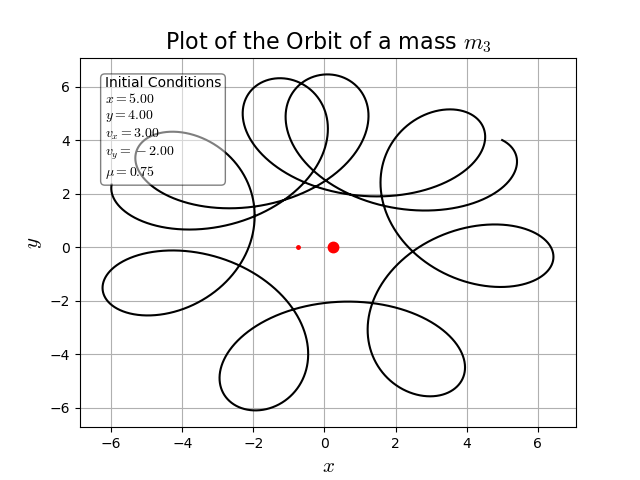 Plot of the Orbit of a mass m₃
Initial Conditions
x = 5.00
y = 4.00
vₓ = 3.00
v_y = −2.00
μ = 0.75
6
4
2
0
−2
−4
−6
y
−6 −4 −2 0 2 4 6
x